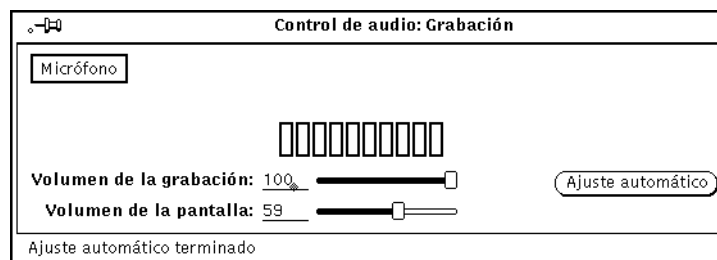 Control de audio: Grabación
Micrófono
Volumen de la grabación: 100
Ajuste automático
Volumen de la pantalla: 59
Ajuste automático terminado